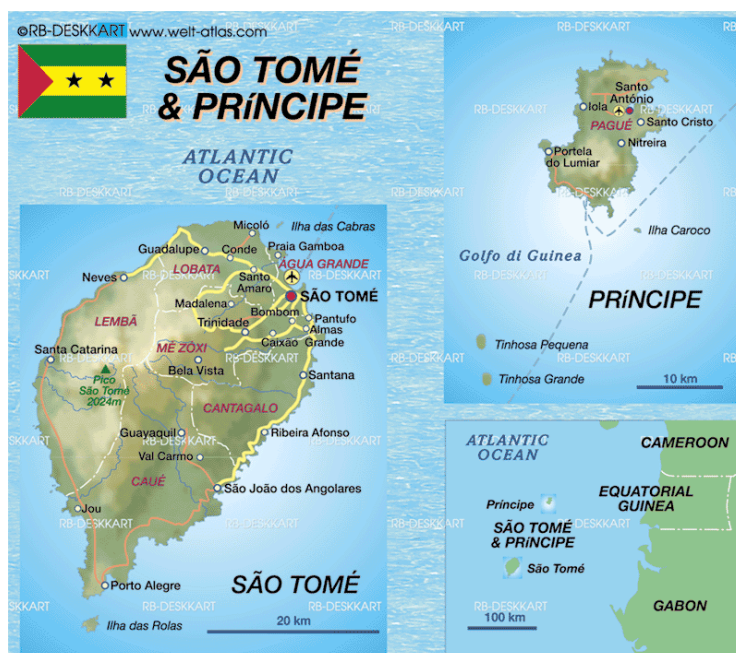 ©RB-DESKKART www.welt-atlas.com
SÃO TOMÉ
& PRíNCIPE
ATLANTIC
OCEAN
Micoló
Ilha das Cabras
Guadalupe
Conde
Praia Gamboa
LOBATA
ÁGUA GRANDE
Neves
Santo
Amaro
SÃO TOMÉ
Madalena
Bombom
LEMBÂ
Trinidade
Pantufo
Almas
Grande
MÉ ZÓXI
Caixão
Santa Catarina
Bela Vista
Pico
São Tomé
2024m
Santana
CANTAGALO
Guayaquil
Ribeira Afonso
Val Carmo
CAUÉ
São João dos Angolares
Jou
Porto Alegre
SÃO TOMÉ
Ilha das Rolas
20 km
Santo
António
Iola
PAGUÉ
Santo Cristo
Nitreira
Portela
do Lumiar
Ilha Caroco
Golfo di Guinea
PRíNCIPE
Tinhosa Pequena
Tinhosa Grande
10 km
ATLANTIC
OCEAN
CAMEROON
EQUATORIAL
GUINEA
Príncipe
SÃO TOMÉ
& PRíNCIPE
São Tomé
GABON
100 km
RB-DESKKART